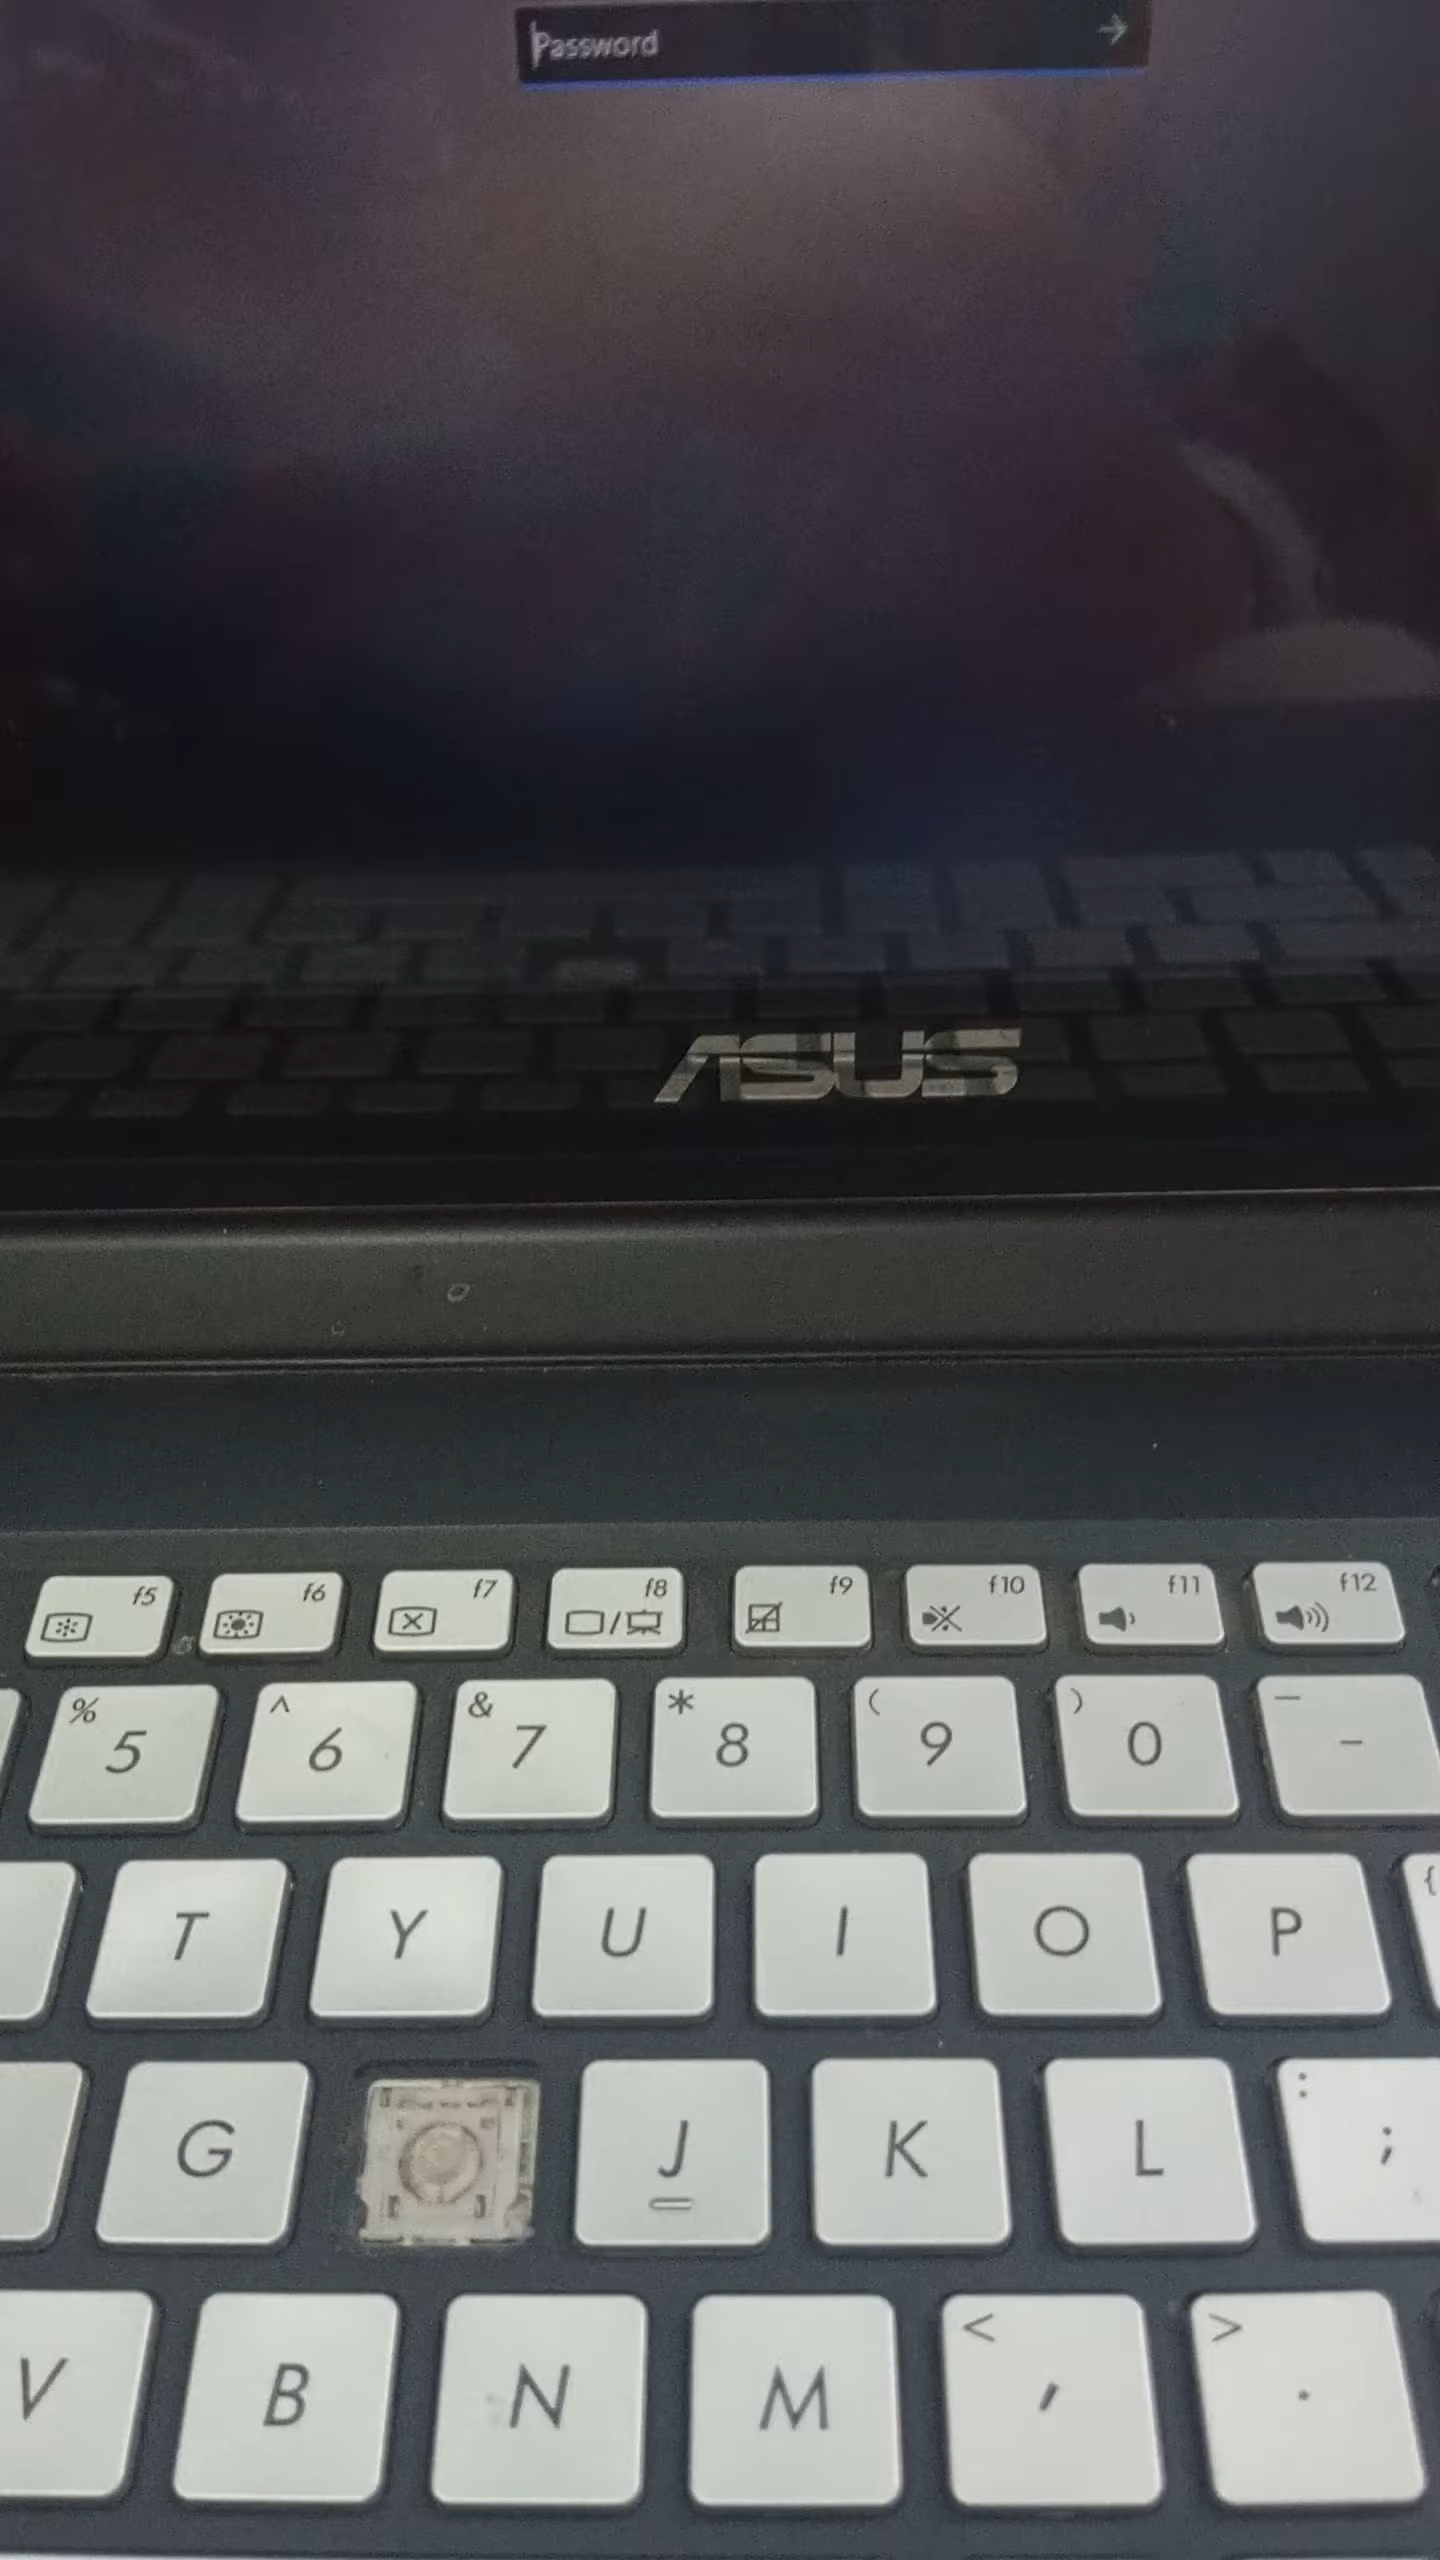 Password
ASUS
f5 f6 f7 f8 f9 f10 f11 f12
% 5 ^ 6 & 7 * 8 ( 9 ) 0 _ -
T Y U I O P {
G J K L : ;
V B N M < , > .